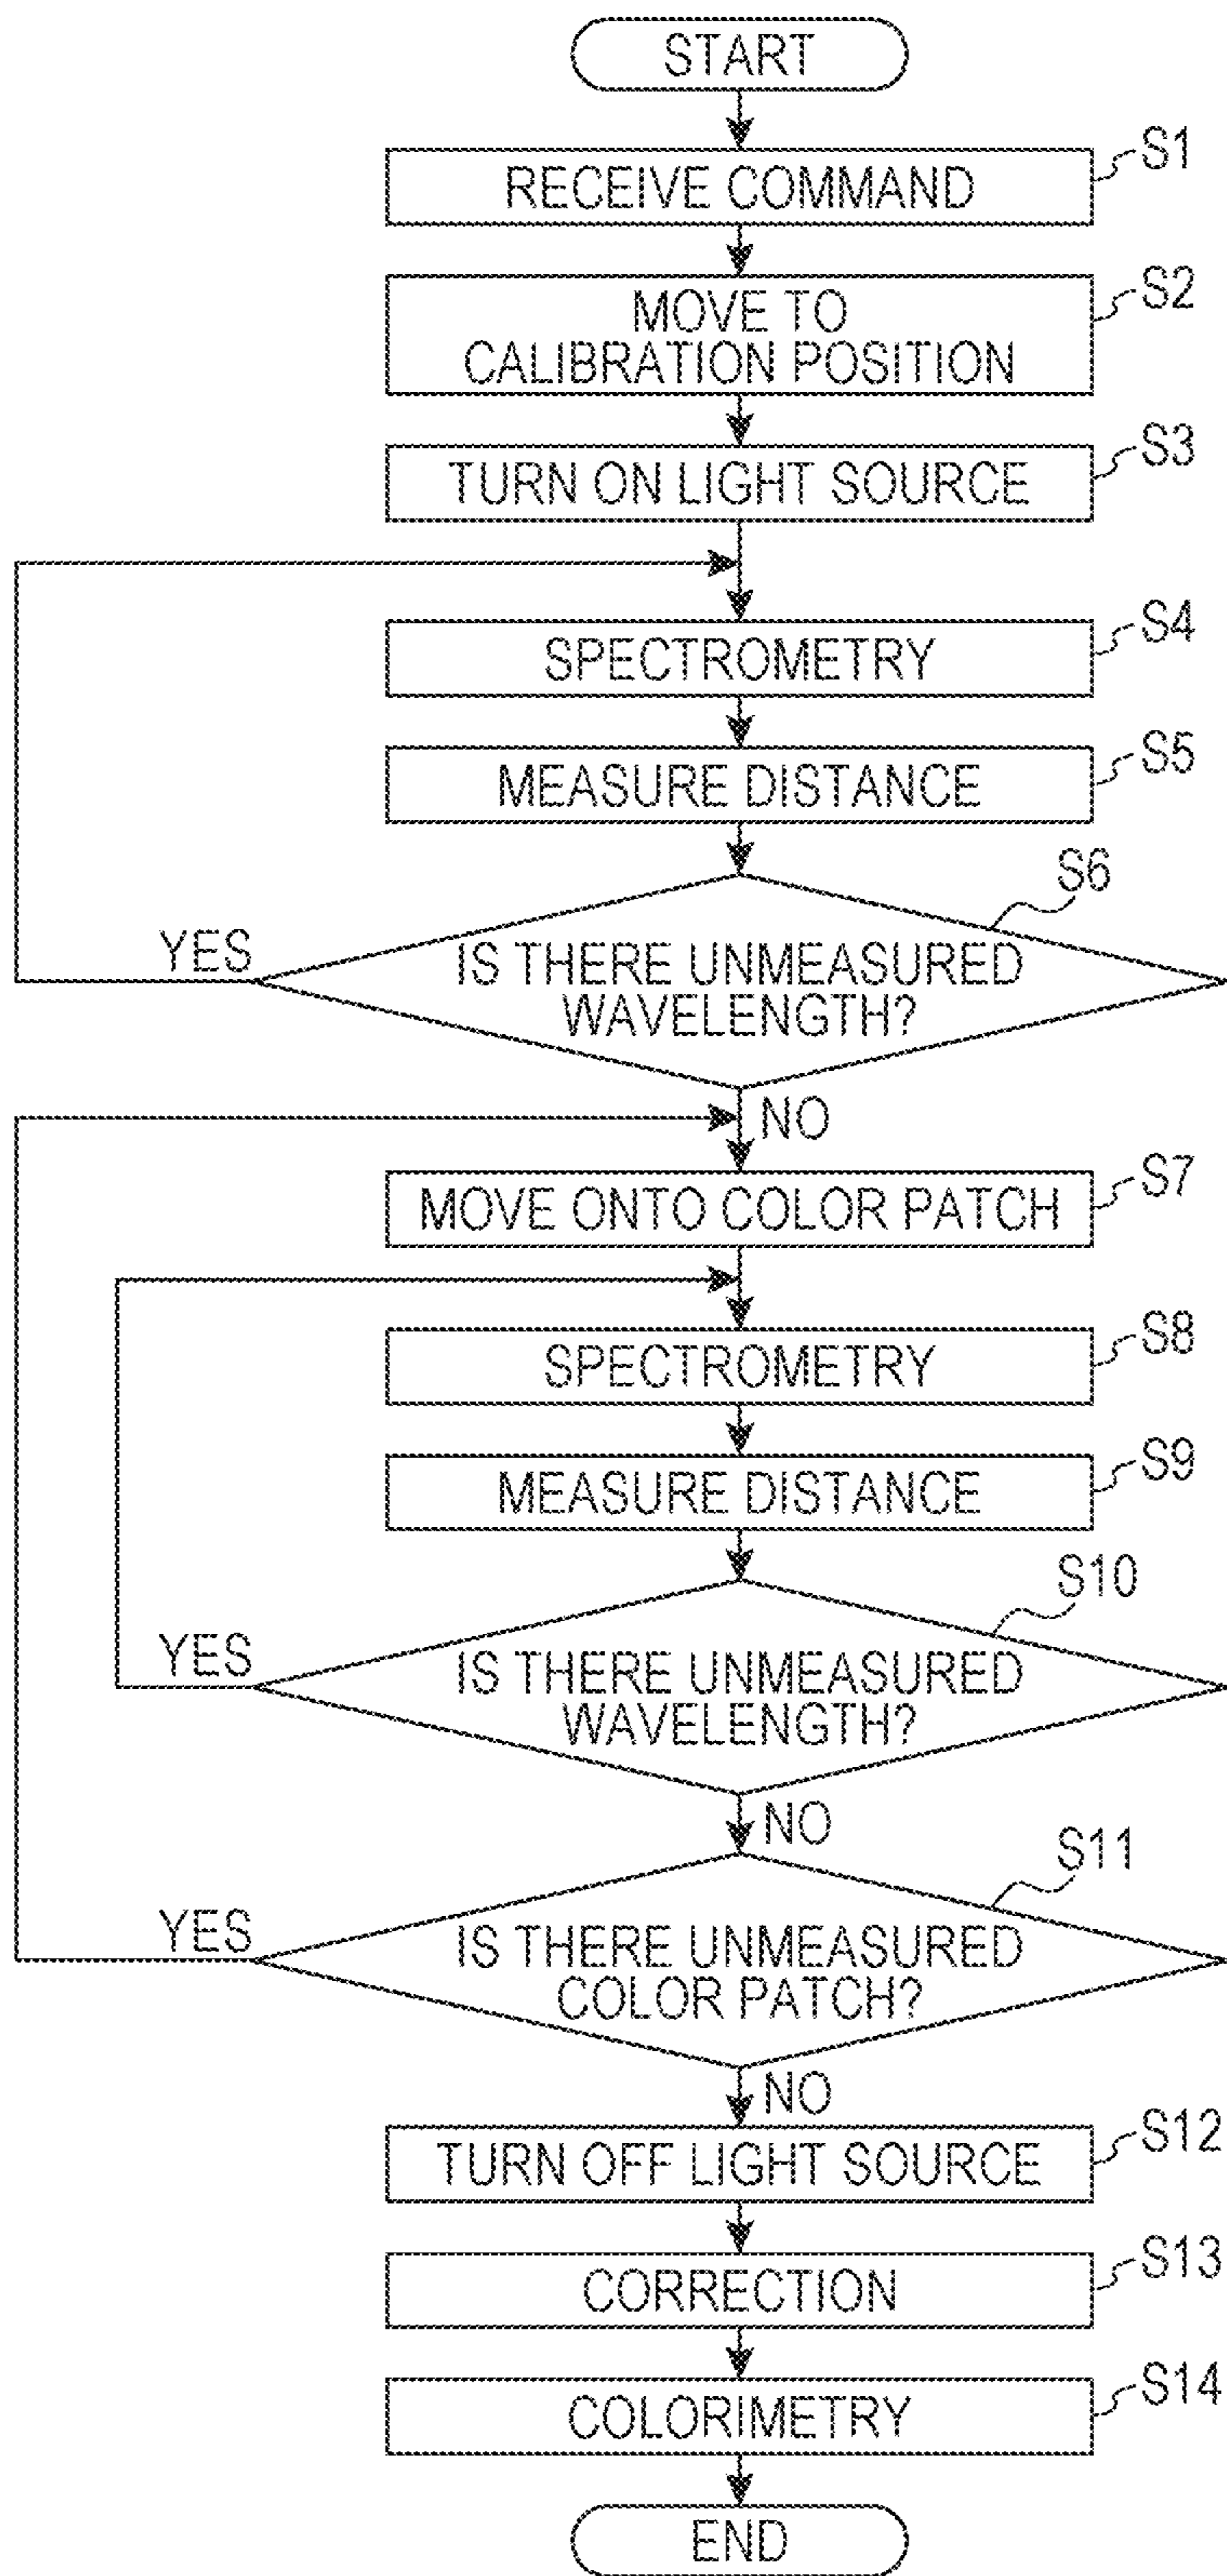 START
RECEIVE COMMAND
S1
MOVE TO
CALIBRATION POSITION
S2
TURN ON LIGHT SOURCE
S3
SPECTROMETRY
S4
MEASURE DISTANCE
S5
S6
YES
IS THERE UNMEASURED
WAVELENGTH?
NO
MOVE ONTO COLOR PATCH
S7
SPECTROMETRY
S8
MEASURE DISTANCE
S9
S10
YES
IS THERE UNMEASURED
WAVELENGTH?
NO
S11
YES
IS THERE UNMEASURED
COLOR PATCH?
NO
TURN OFF LIGHT SOURCE
S12
CORRECTION
S13
COLORIMETRY
S14
END